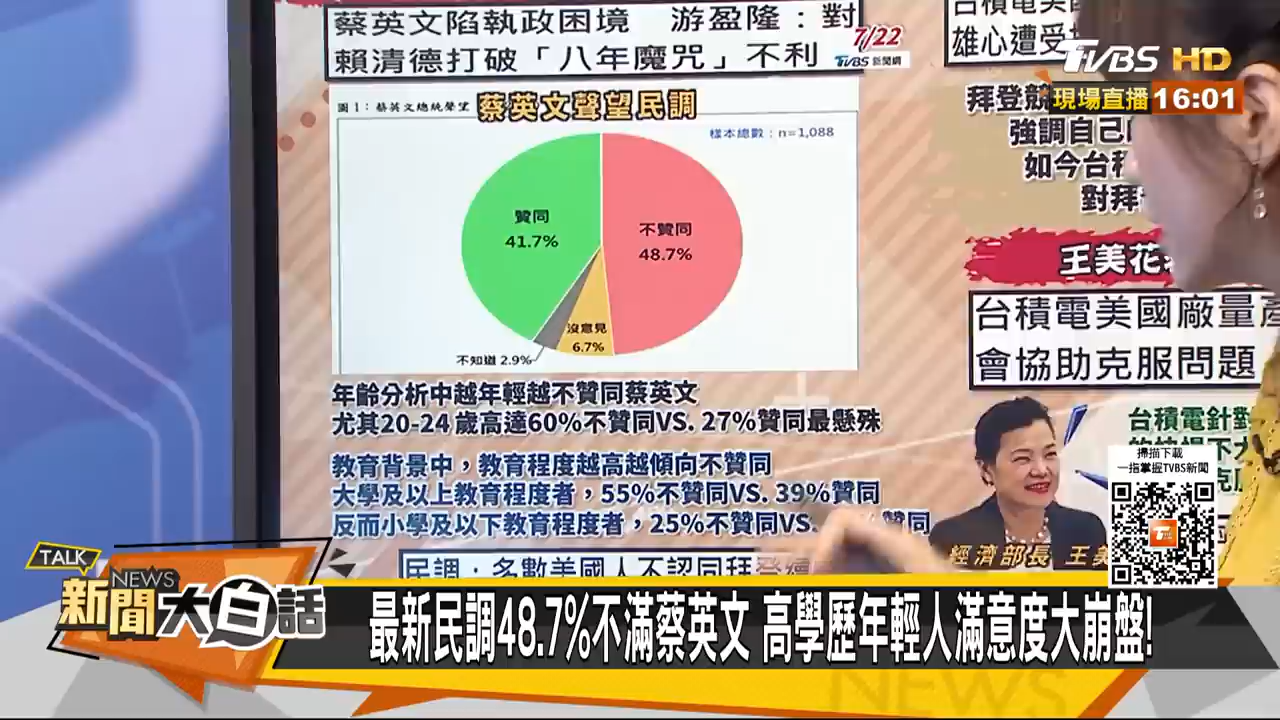 蔡英文陷執政困境 游盈隆：對
賴清德打破「八年魔咒」不利
7/22
TVBS 新聞網
圖1：蔡英文總統聲望
蔡英文聲望民調
樣本總數：n=1,088
贊同
41.7%
不贊同
48.7%
沒意見
6.7%
不知道 2.9%
年齡分析中越年輕越不贊同蔡英文
尤其20-24歲高達60%不贊同VS. 27%贊同最懸殊
教育背景中，教育程度越高越傾向不贊同
大學及以上教育程度者，55%不贊同VS. 39%贊同
反而小學及以下教育程度者，25%不贊同VS. %贊同
民調：多數美國人不認同拜登
台積電美
雄心遭受
TVBS HD
現場直播 16:01
拜登競
強調自己
如今台積
對拜
王美花
台積電美國廠量產
會協助克服問題
台積電針對
經濟部長 王美
掃描下載
一指掌握TVBS新聞
TALK
NEWS
新聞大白話
最新民調48.7%不滿蔡英文 高學歷年輕人滿意度大崩盤!
NEWS